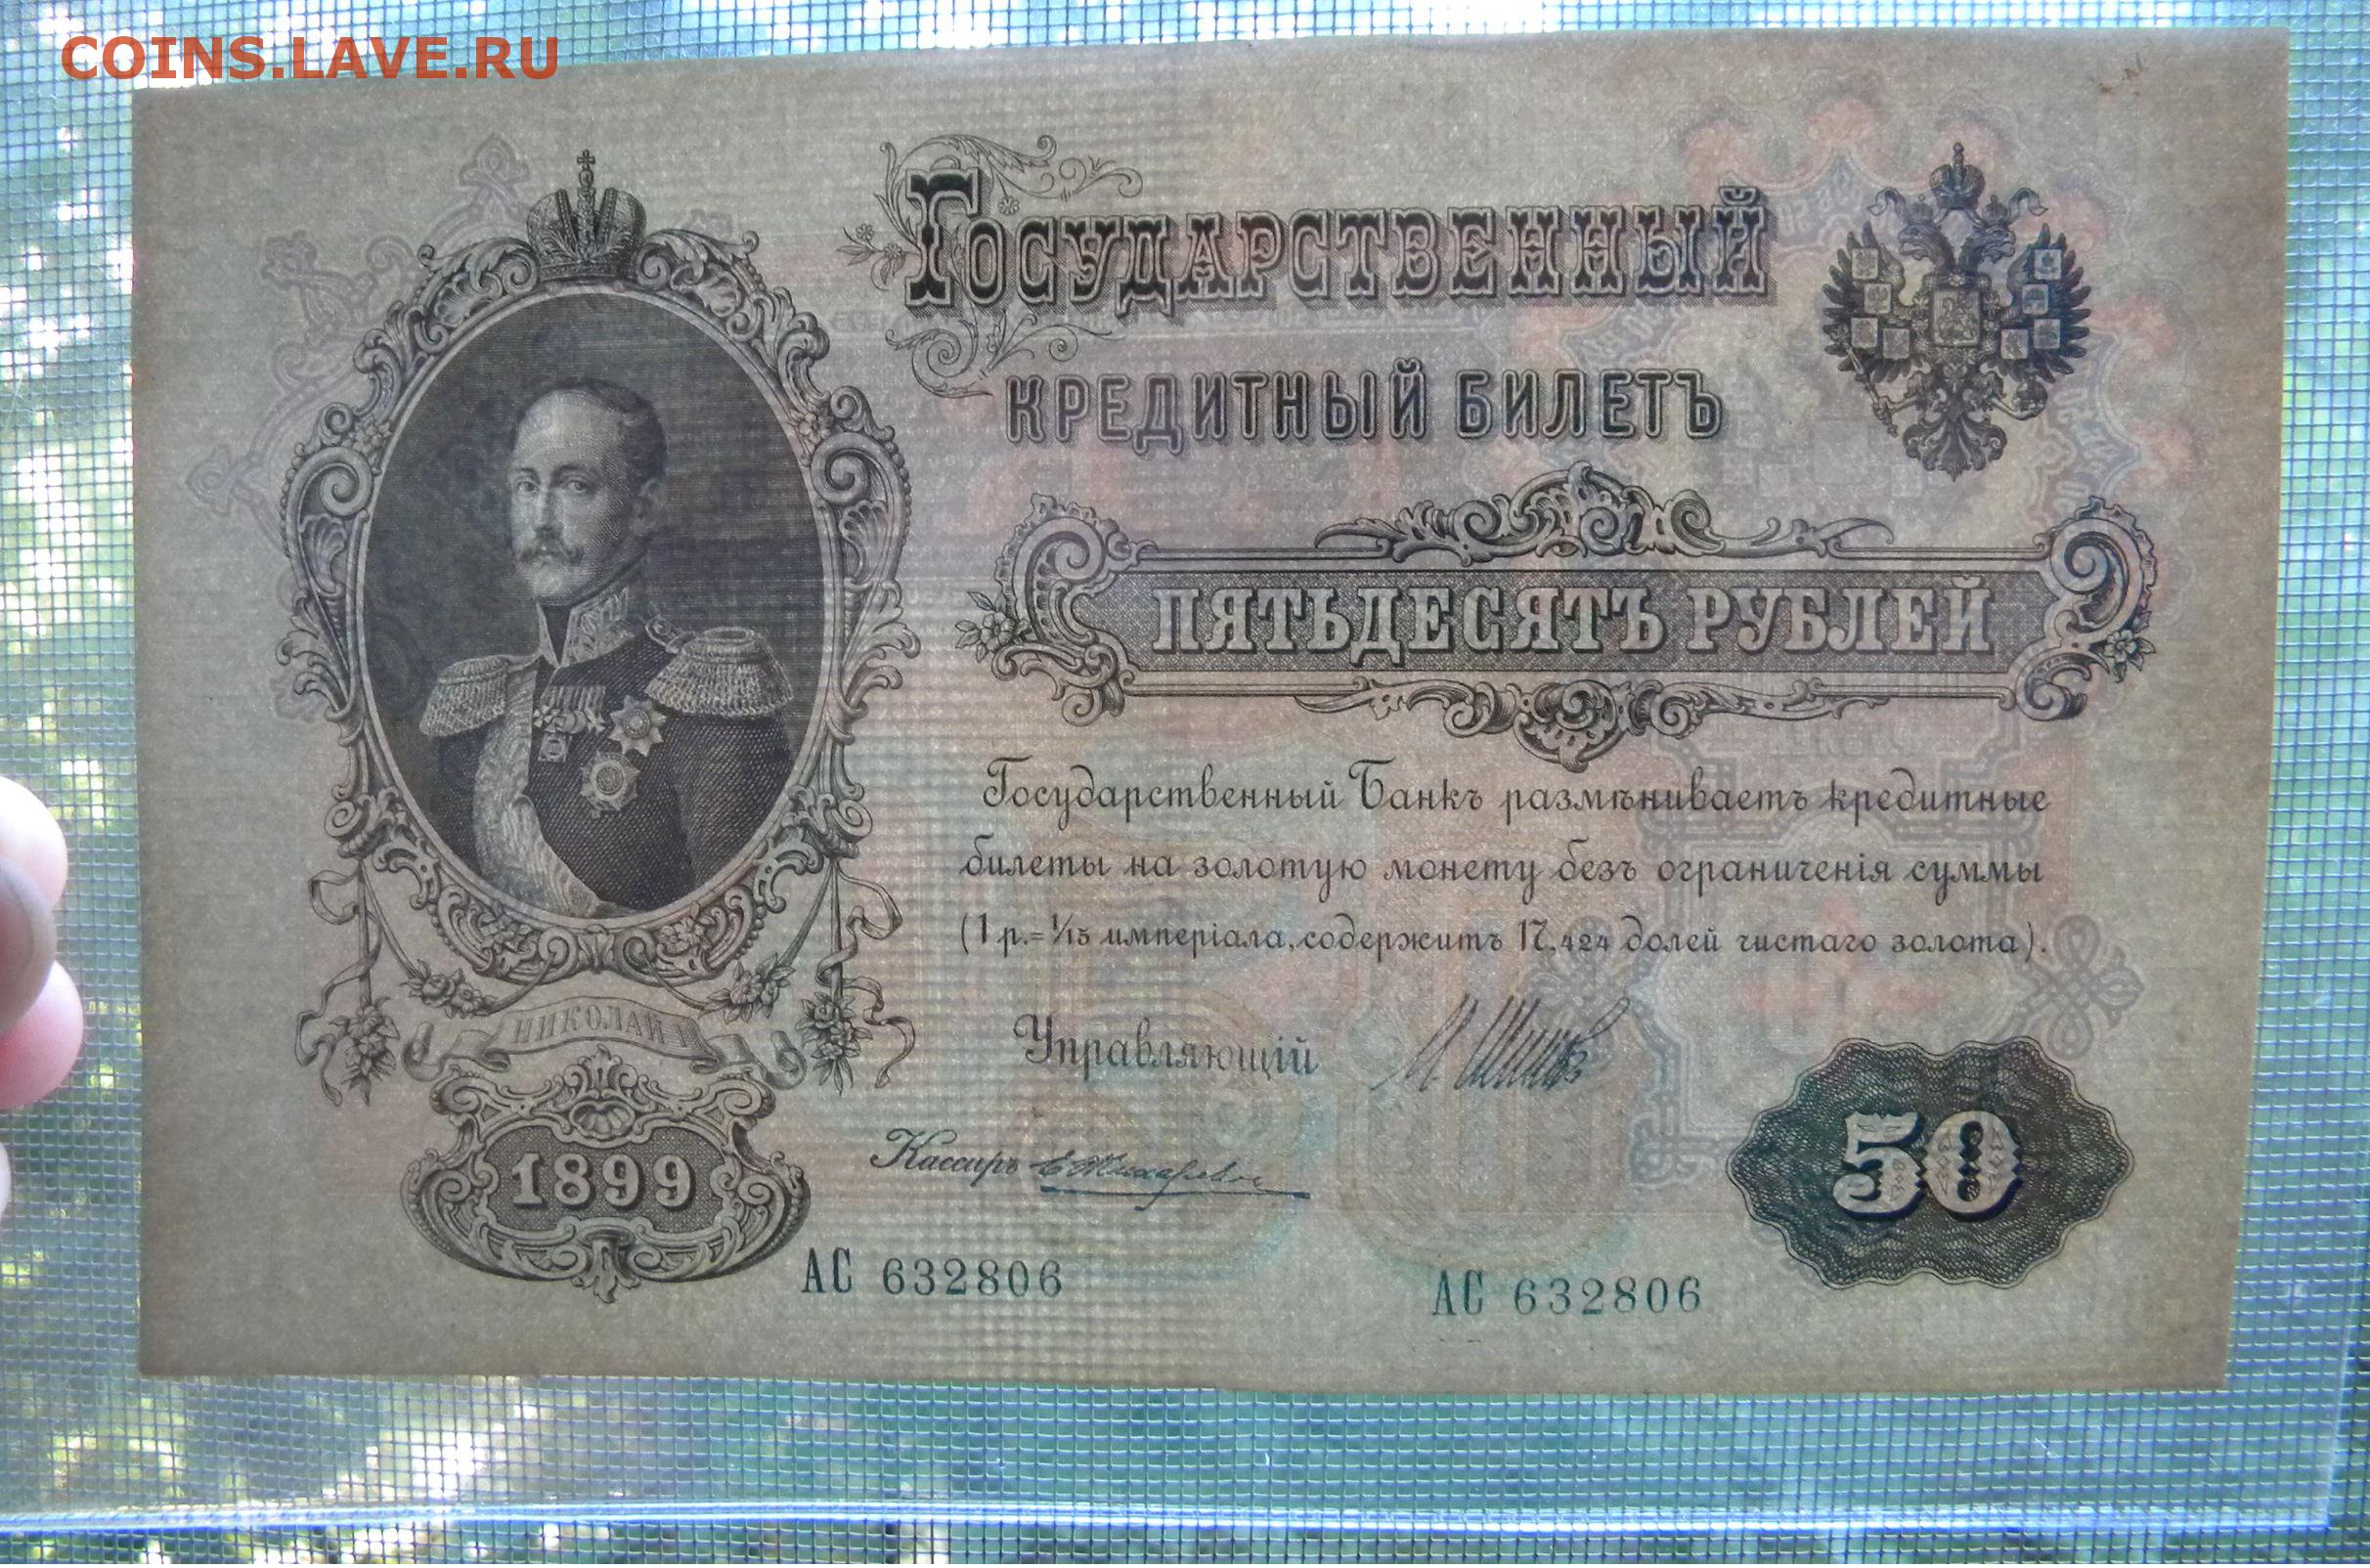 COINS.LAVE.RU
ГОСУДАРСТВЕННЫЙ
КРЕДИТНЫЙ БИЛЕТЪ
ПЯТЬДЕСЯТЪ РУБЛЕЙ
Государственный Банкъ размѣниваетъ кредитные
билеты на золотую монету безъ ограниченія суммы
(1 р.= 1/15 имперіала, содержитъ 17,424 долей чистаго золота).
НИКОЛАЙ I
Управляющій
1899
Кассиръ
50
АС 632806
АС 632806